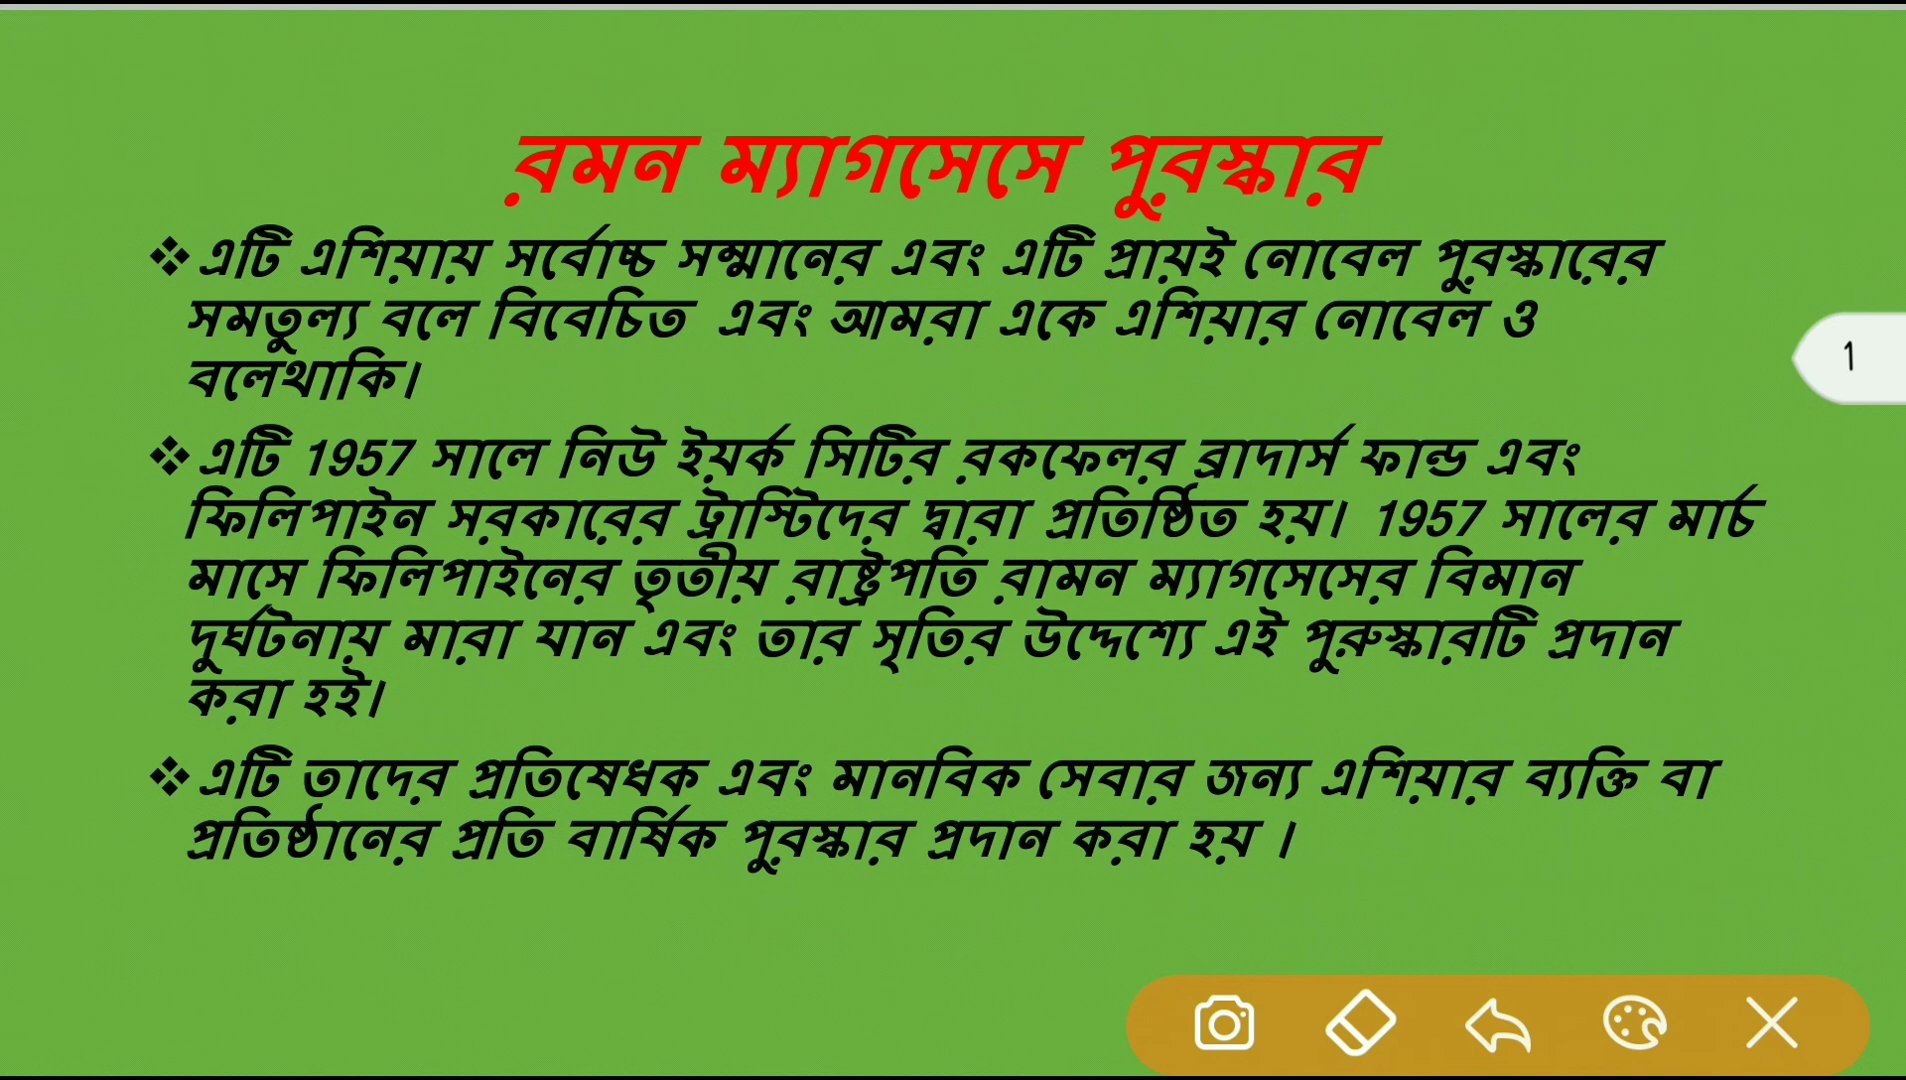 রমন ম্যাগসেসে পুরস্কার
❖এটি এশিয়ায় সর্বোচ্চ সম্মানের এবং এটি প্রায়ই নোবেল পুরস্কারের
সমতুল্য বলে বিবেচিত এবং আমরা একে এশিয়ার নোবেল ও
বলেথাকি।
❖এটি 1957 সালে নিউ ইয়র্ক সিটির রকফেলর ব্রাদার্স ফান্ড এবং
ফিলিপাইন সরকারের ট্রাস্টিদের দ্বারা প্রতিষ্ঠিত হয়। 1957 সালের মার্চ
মাসে ফিলিপাইনের তৃতীয় রাষ্ট্রপতি রামন ম্যাগসেসের বিমান
দুর্ঘটনায় মারা যান এবং তার সৃতির উদ্দেশ্যে এই পুরুস্কারটি প্রদান
করা হই।
❖এটি তাদের প্রতিষেধক এবং মানবিক সেবার জন্য এশিয়ার ব্যক্তি বা
প্রতিষ্ঠানের প্রতি বার্ষিক পুরস্কার প্রদান করা হয় ।
1